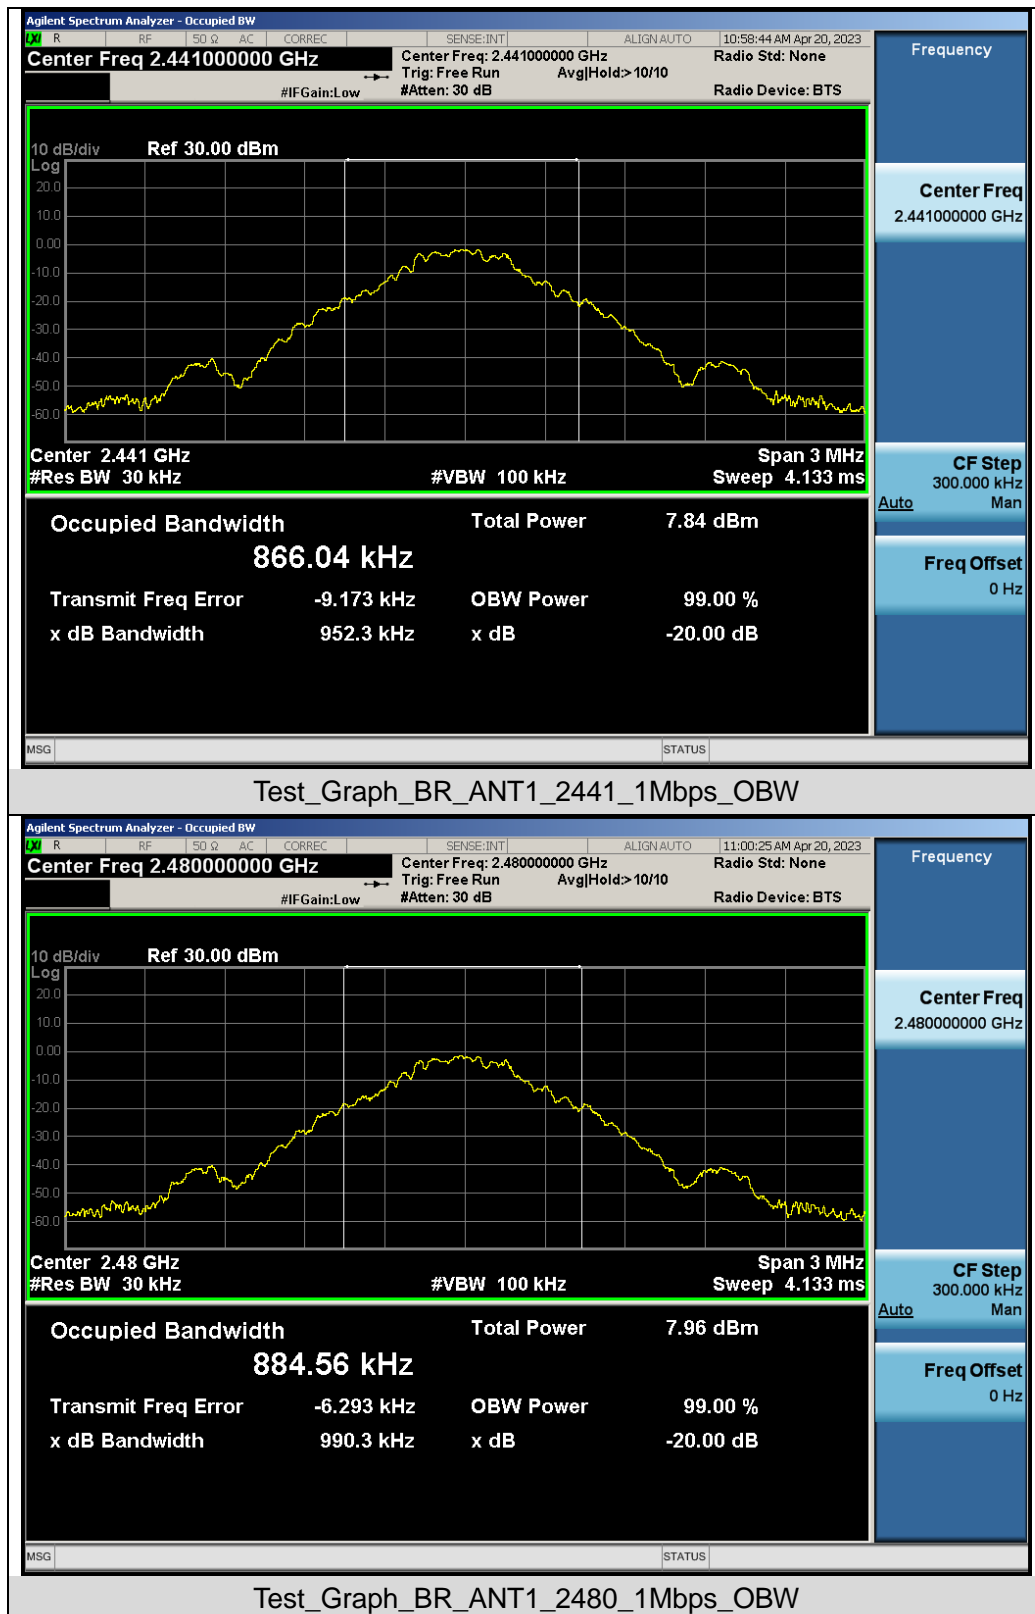 Agilent Spectrum Analyzer - Occupied BW
LXI R RF 50 Ω AC CORREC SENSE:INT ALIGN AUTO 10:58:44 AM Apr 20, 2023
Center Freq 2.441000000 GHz Center Freq: 2.441000000 GHz Radio Std: None Frequency
Trig: Free Run Avg|Hold:>10/10
#IFGain:Low #Atten: 30 dB Radio Device: BTS
10 dB/div Ref 30.00 dBm
Log
20.0
10.0
0.00
-10.0
-20.0
-30.0
-40.0
-50.0
-60.0
Center Freq
2.441000000 GHz
Center 2.441 GHz Span 3 MHz
#Res BW 30 kHz #VBW 100 kHz Sweep 4.133 ms
CF Step
300.000 kHz
Auto Man
Occupied Bandwidth Total Power 7.84 dBm
866.04 kHz
Freq Offset
0 Hz
Transmit Freq Error -9.173 kHz OBW Power 99.00 %
x dB Bandwidth 952.3 kHz x dB -20.00 dB
MSG STATUS
Test_Graph_BR_ANT1_2441_1Mbps_OBW
Agilent Spectrum Analyzer - Occupied BW
LXI R RF 50 Ω AC CORREC SENSE:INT ALIGN AUTO 11:00:25 AM Apr 20, 2023
Center Freq 2.480000000 GHz Center Freq: 2.480000000 GHz Radio Std: None Frequency
Trig: Free Run Avg|Hold:>10/10
#IFGain:Low #Atten: 30 dB Radio Device: BTS
10 dB/div Ref 30.00 dBm
Log
20.0
10.0
0.00
-10.0
-20.0
-30.0
-40.0
-50.0
-60.0
Center Freq
2.480000000 GHz
Center 2.48 GHz Span 3 MHz
#Res BW 30 kHz #VBW 100 kHz Sweep 4.133 ms
CF Step
300.000 kHz
Auto Man
Occupied Bandwidth Total Power 7.96 dBm
884.56 kHz
Freq Offset
0 Hz
Transmit Freq Error -6.293 kHz OBW Power 99.00 %
x dB Bandwidth 990.3 kHz x dB -20.00 dB
MSG STATUS
Test_Graph_BR_ANT1_2480_1Mbps_OBW